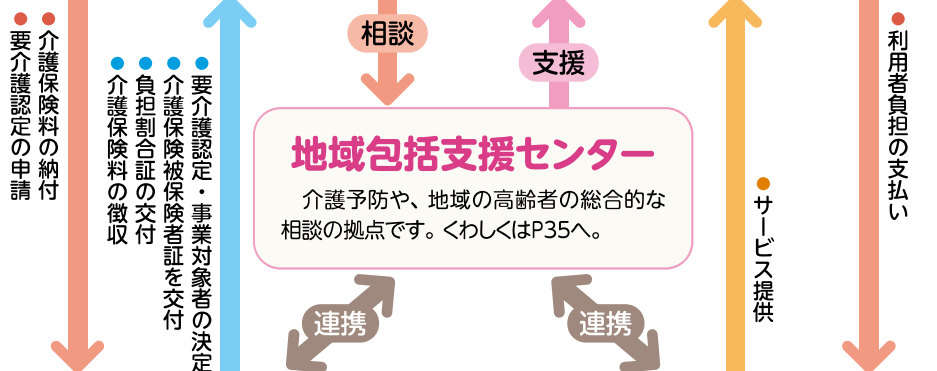 ●介護保険料の納付
●要介護認定の申請
●要介護認定・事業対象者の決定
●介護保険被保険者証を交付
●負担割合証の交付
●介護保険料の徴収
相談
支援
地域包括支援センター
介護予防や、地域の高齢者の総合的な
相談の拠点です。くわしくはP35へ。
連携
連携
●サービス提供
●利用者負担の支払い